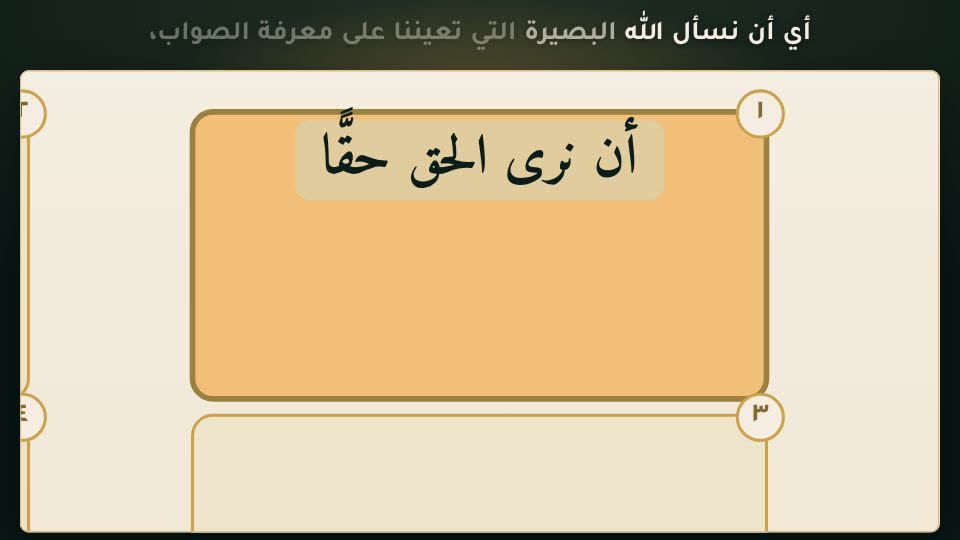 أي أن نسأل الله البصيرة التي تعيننا على معرفة الصواب،
١
أن نرى الحق حقًّا
٣